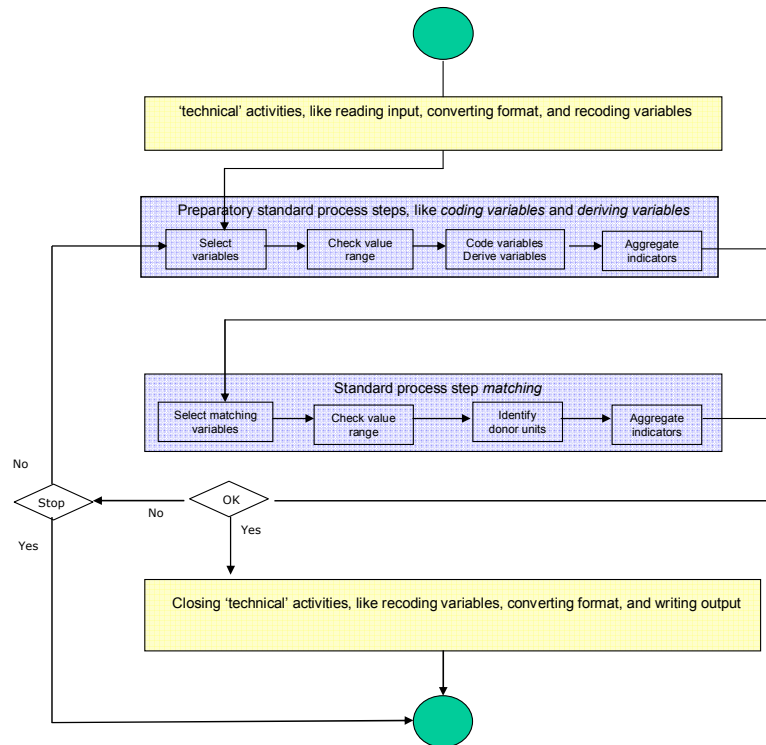 ‘technical’ activities, like reading input, converting format, and recoding variables
Preparatory standard process steps, like coding variables and deriving variables
Select
variables
Check value
range
Code variables
Derive variables
Aggregate
indicators
Standard process step matching
Select matching
variables
Check value
range
Identify
donor units
Aggregate
indicators
No
Stop
No
OK
Yes
Yes
Closing ‘technical’ activities, like recoding variables, converting format, and writing output